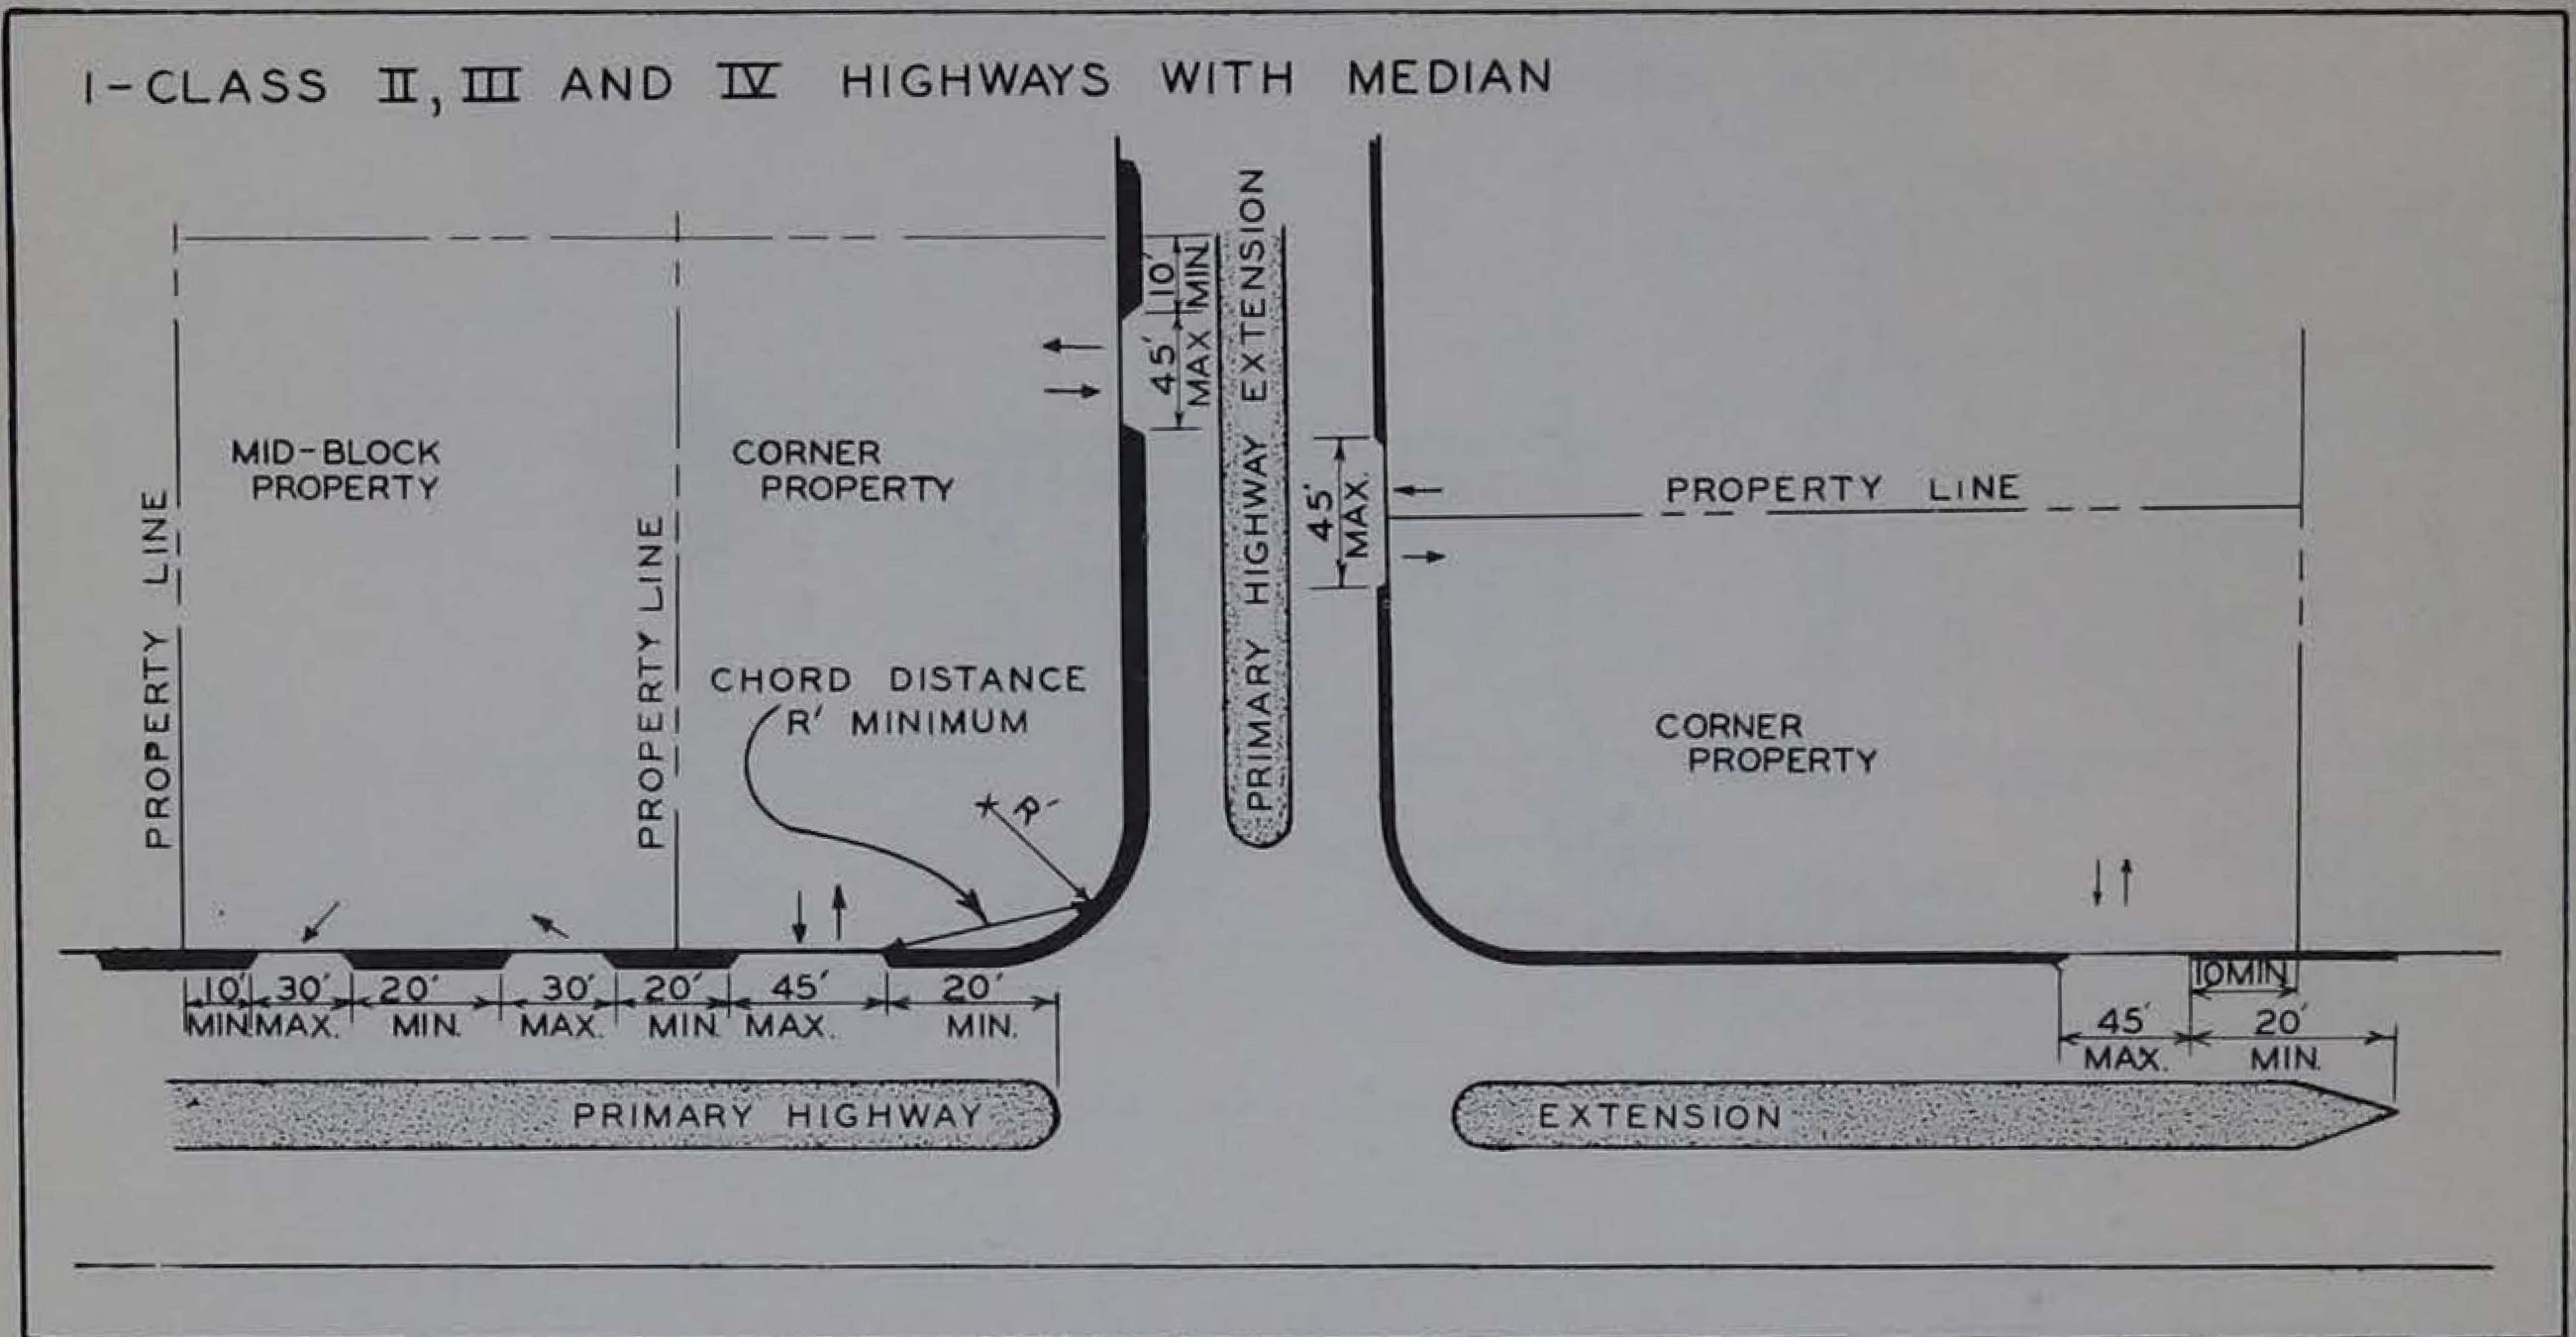 I-CLASS II, III AND IV HIGHWAYS WITH MEDIAN
PROPERTY LINE
MID-BLOCK
PROPERTY
PROPERTY LINE
CORNER
PROPERTY
CHORD DISTANCE
R' MINIMUM
* R'
10'
MIN.
45'
MAX
PRIMARY HIGHWAY EXTENSION
45'
MAX.
PROPERTY LINE
CORNER
PROPERTY
10' 30' 20' 30' 20' 45' 20'
MIN. MAX. MIN. MAX. MIN. MAX. MIN.
10 MIN.
45' 20'
MAX. MIN.
PRIMARY HIGHWAY
EXTENSION